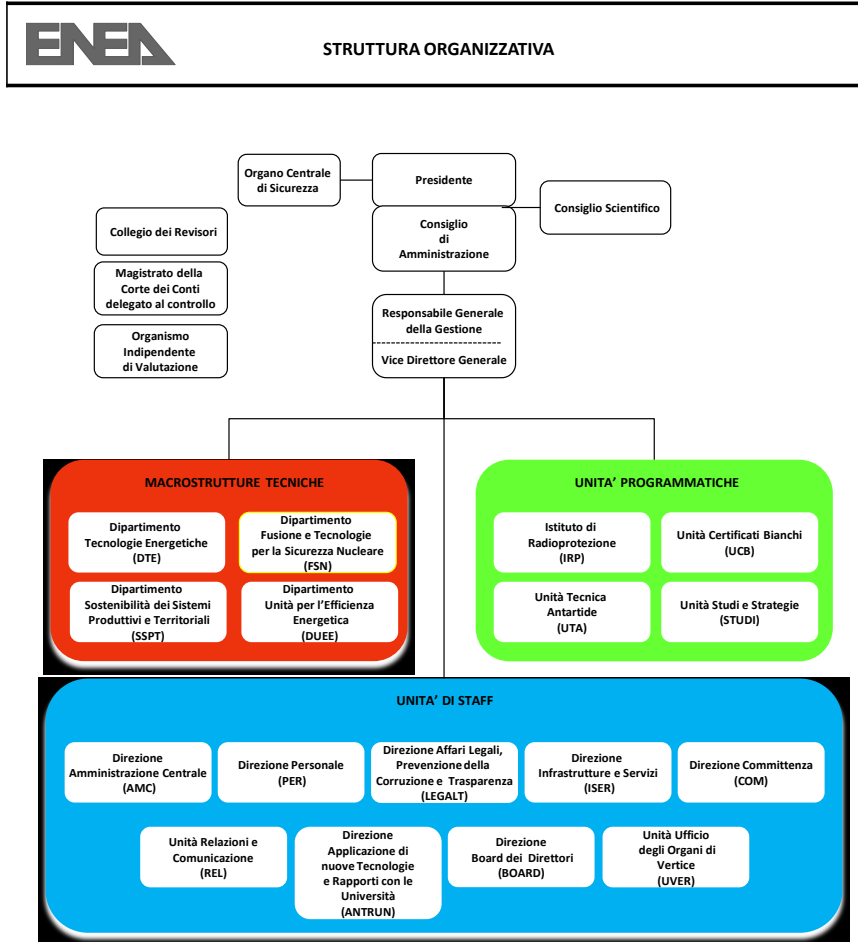 ENEA
STRUTTURA ORGANIZZATIVA
Organo Centrale
di Sicurezza
Presidente
Consiglio Scientifico
Collegio dei Revisori
Consiglio
di
Amministrazione
Magistrato della
Corte dei Conti
delegato al controllo
Responsabile Generale
della Gestione
Vice Direttore Generale
Organismo
Indipendente
di Valutazione
MACROSTRUTTURE TECNICHE
Dipartimento
Tecnologie Energetiche
(DTE)
Dipartimento
Fusione e Tecnologie
per la Sicurezza Nucleare
(FSN)
Dipartimento
Sostenibilità dei Sistemi
Produttivi e Territoriali
(SSPT)
Dipartimento
Unità per l’Efficienza
Energetica
(DUEE)
UNITA’ PROGRAMMATICHE
Istituto di
Radioprotezione
(IRP)
Unità Certificati Bianchi
(UCB)
Unità Tecnica
Antartide
(UTA)
Unità Studi e Strategie
(STUDI)
UNITA’ DI STAFF
Direzione
Amministrazione Centrale
(AMC)
Direzione Personale
(PER)
Direzione Affari Legali,
Prevenzione della
Corruzione e Trasparenza
(LEGALT)
Direzione
Infrastrutture e Servizi
(ISER)
Direzione Committenza
(COM)
Unità Relazioni e
Comunicazione
(REL)
Direzione
Applicazione di
nuove Tecnologie
e Rapporti con le
Università
(ANTRUN)
Direzione
Board dei Direttori
(BOARD)
Unità Ufficio
degli Organi di
Vertice
(UVER)